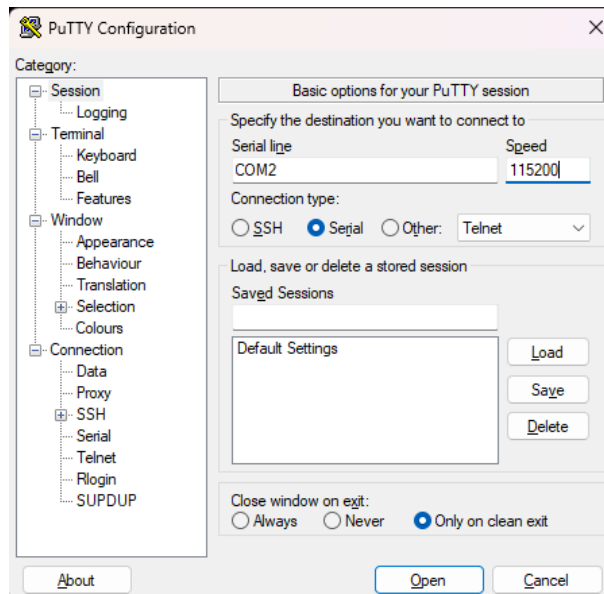 PuTTY Configuration
Category:
Session
Logging
Terminal
Keyboard
Bell
Features
Window
Appearance
Behaviour
Translation
Selection
Colours
Connection
Data
Proxy
SSH
Serial
Telnet
Rlogin
SUPDUP
Basic options for your PuTTY session
Specify the destination you want to connect to
Serial line Speed
COM2 115200
Connection type:
SSH Serial Other: Telnet
Load, save or delete a stored session
Saved Sessions
Default Settings
Load
Save
Delete
Close window on exit:
Always Never Only on clean exit
About Open Cancel